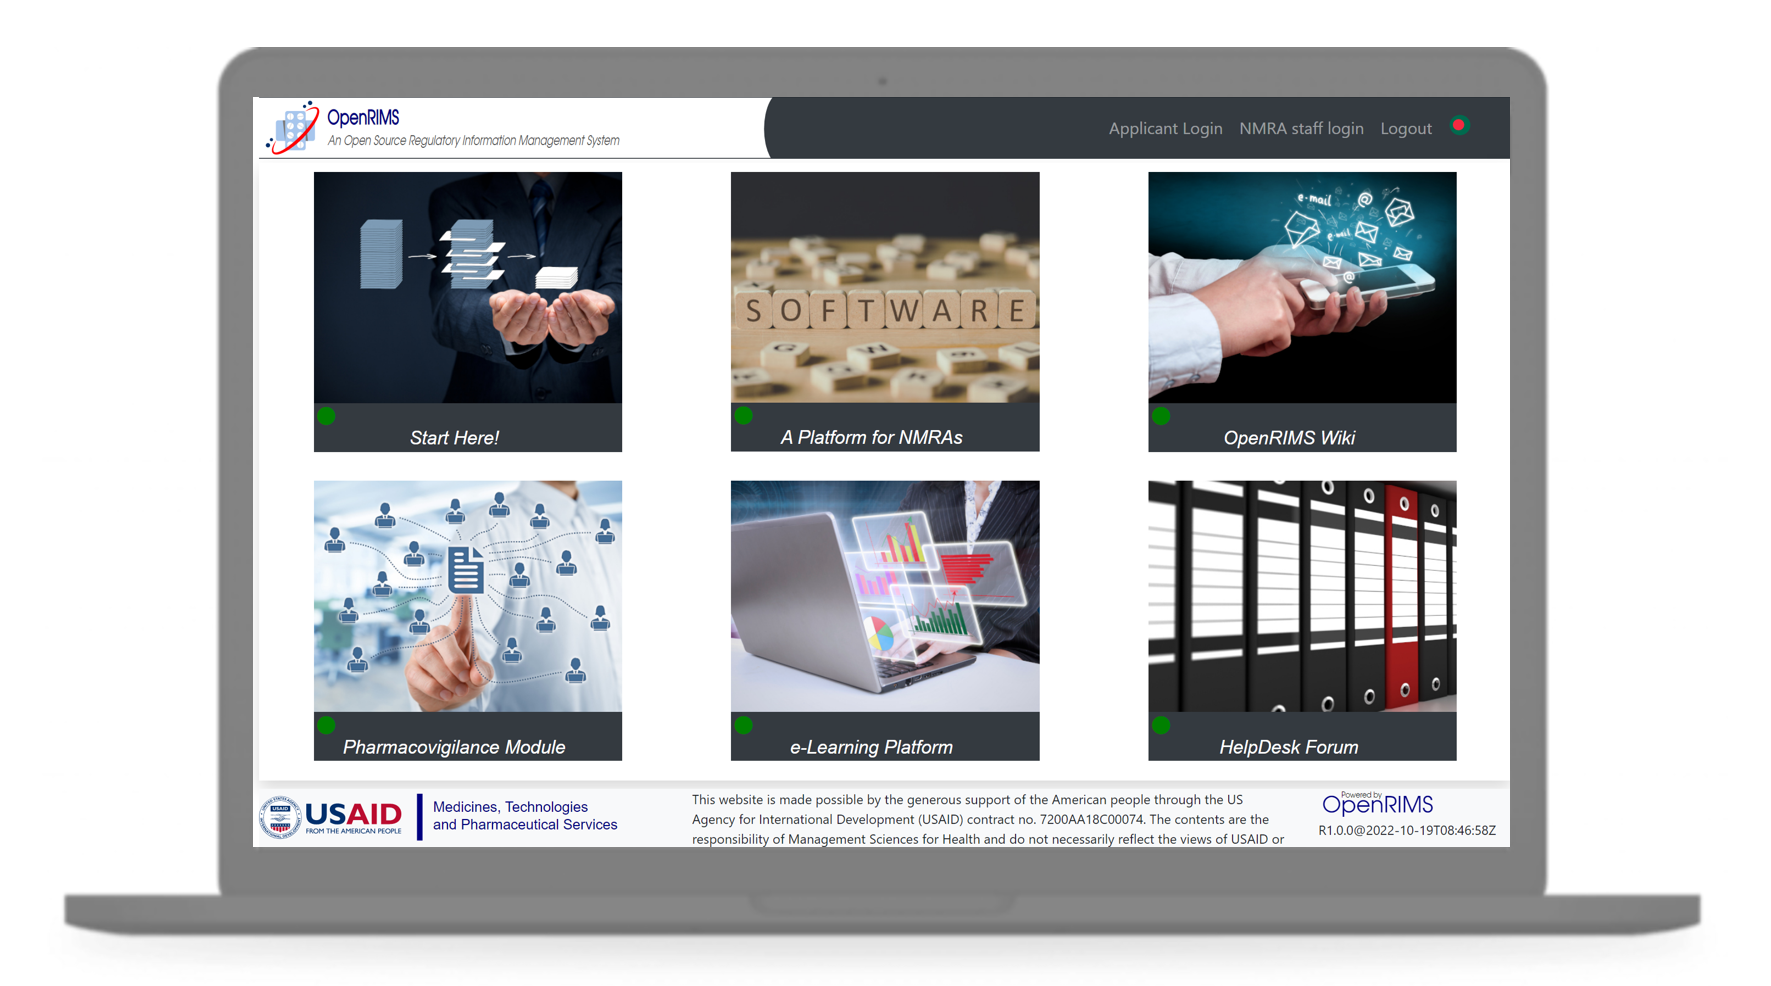 OpenRIMS
An Open Source Regulatory Information Management System
Applicant Login NMRA staff login Logout
e-mail
@
e-mail
@
SOFTWARE
G W
R
Start Here!
A Platform for NMRAs
OpenRIMS Wiki
Pharmacovigilance Module
e-Learning Platform
HelpDesk Forum
USAID
USAID
FROM THE AMERICAN PEOPLE
Medicines, Technologies
and Pharmaceutical Services
This website is made possible by the generous support of the American people through the US
Agency for International Development (USAID) contract no. 7200AA18C00074. The contents are the
responsibility of Management Sciences for Health and do not necessarily reflect the views of USAID or
Powered by
OpenRIMS
R1.0.0@2022-10-19T08:46:58Z